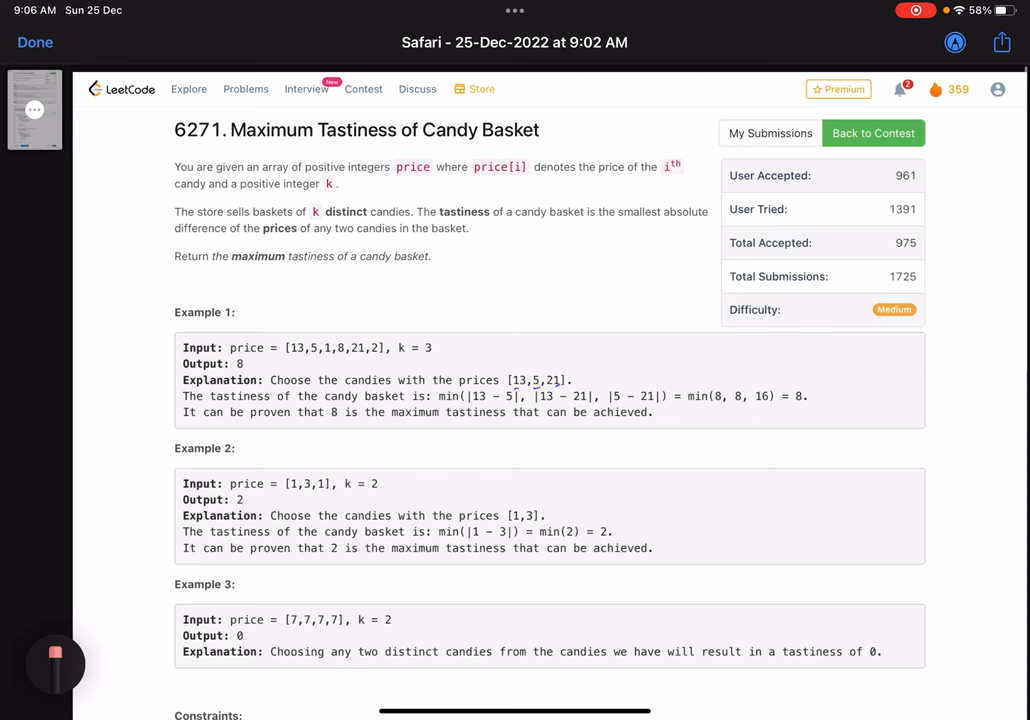 9:06 AM Sun 25 Dec
58%
Done
Safari - 25-Dec-2022 at 9:02 AM
LeetCode Explore Problems Interview New Contest Discuss Store Premium 2 359
6271. Maximum Tastiness of Candy Basket
My Submissions Back to Contest
You are given an array of positive integers price where price[i] denotes the price of the ith
candy and a positive integer k .
The store sells baskets of k distinct candies. The tastiness of a candy basket is the smallest absolute
difference of the prices of any two candies in the basket.
Return the maximum tastiness of a candy basket.
User Accepted: 961
User Tried: 1391
Total Accepted: 975
Total Submissions: 1725
Difficulty: Medium
Example 1:
Input: price = [13,5,1,8,21,2], k = 3
Output: 8
Explanation: Choose the candies with the prices [13,5,21].
The tastiness of the candy basket is: min(|13 - 5|, |13 - 21|, |5 - 21|) = min(8, 8, 16) = 8.
It can be proven that 8 is the maximum tastiness that can be achieved.
Example 2:
Input: price = [1,3,1], k = 2
Output: 2
Explanation: Choose the candies with the prices [1,3].
The tastiness of the candy basket is: min(|1 - 3|) = min(2) = 2.
It can be proven that 2 is the maximum tastiness that can be achieved.
Example 3:
Input: price = [7,7,7,7], k = 2
Output: 0
Explanation: Choosing any two distinct candies from the candies we have will result in a tastiness of 0.
Constraints: